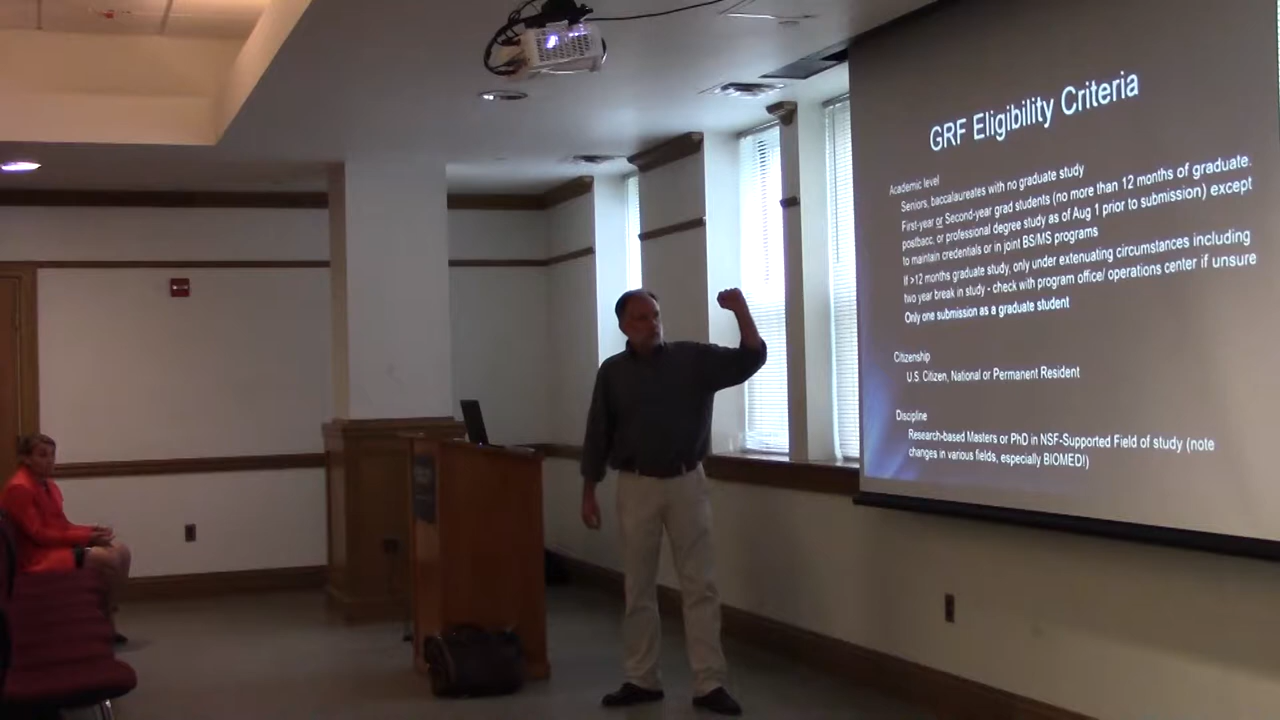 GRF Eligibility Criteria
Academic level
Seniors, baccalaureates with no graduate study
First-year or Second-year grad students (no more than 12 months of graduate.
postbacc, or professional degree study as of Aug 1 prior to submission) except
to maintain credentials or in joint BS/MS programs
If >12 months graduate study, only under extenuating circumstances including
two year break in study - check with program office/ operations center if unsure
Only one submission as a graduate student
Citizenship
U.S. Citizen, National or Permanent Resident
Discipline
Research-based Masters or PhD in NSF-Supported Field of study (note
changes in various fields, especially BIOMED!)